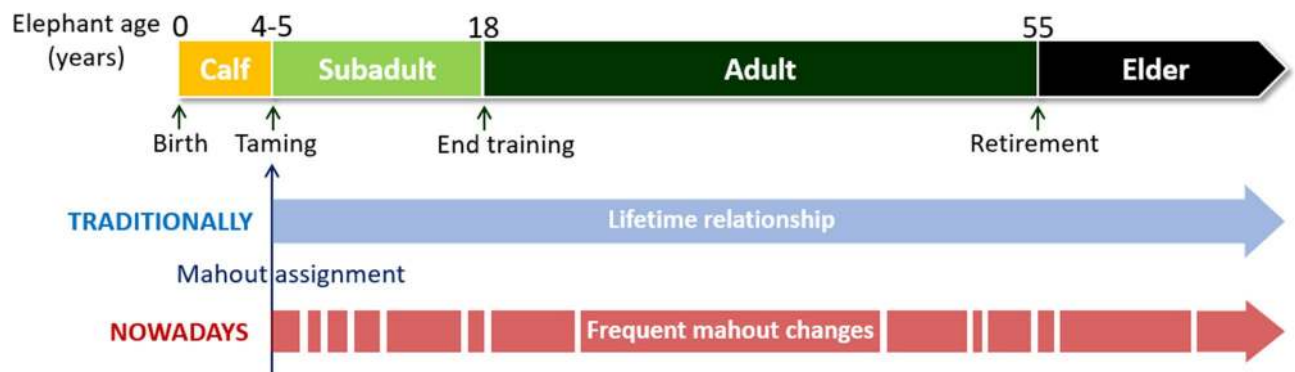 Elephant age (years)
0
4-5
18
55
Calf
Subadult
Adult
Elder
Birth
Taming
End training
Retirement
TRADITIONALLY
Lifetime relationship
Mahout assignment
NOWADAYS
Frequent mahout changes